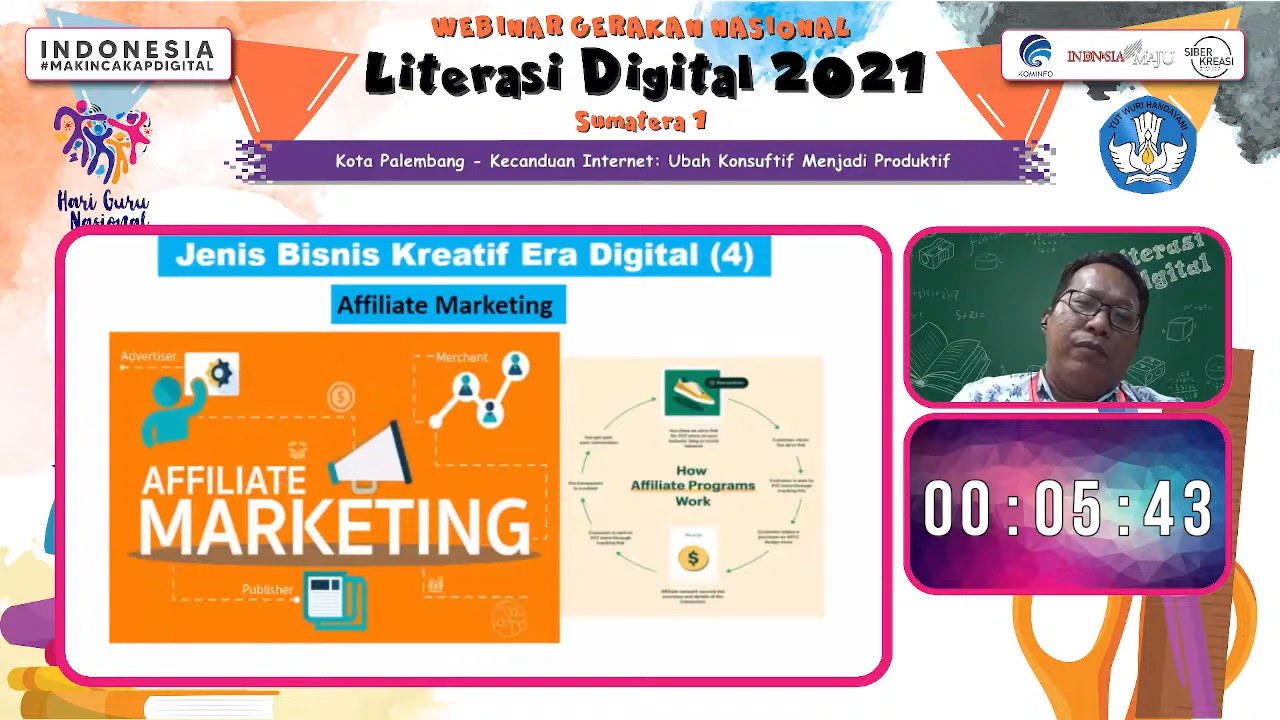 INDONESIA
#MAKINCAKAPDIGITAL
WEBINAR GERAKAN NASIONAL
Literasi Digital 2021
Sumatera 1
KOMINFO
INDONESIA MAJU
SIBER
KREASI
Kota Palembang - Kecanduan Internet: Ubah Konsuftif Menjadi Produktif
TUT WURI HANDAYANI
Hari Guru
Nasional
Jenis Bisnis Kreatif Era Digital (4)
Affiliate Marketing
Advertiser
Merchant
AFFILIATE
MARKETING
Publisher
How
Affiliate Programs
Work
Literasi
Digital
00:05:43